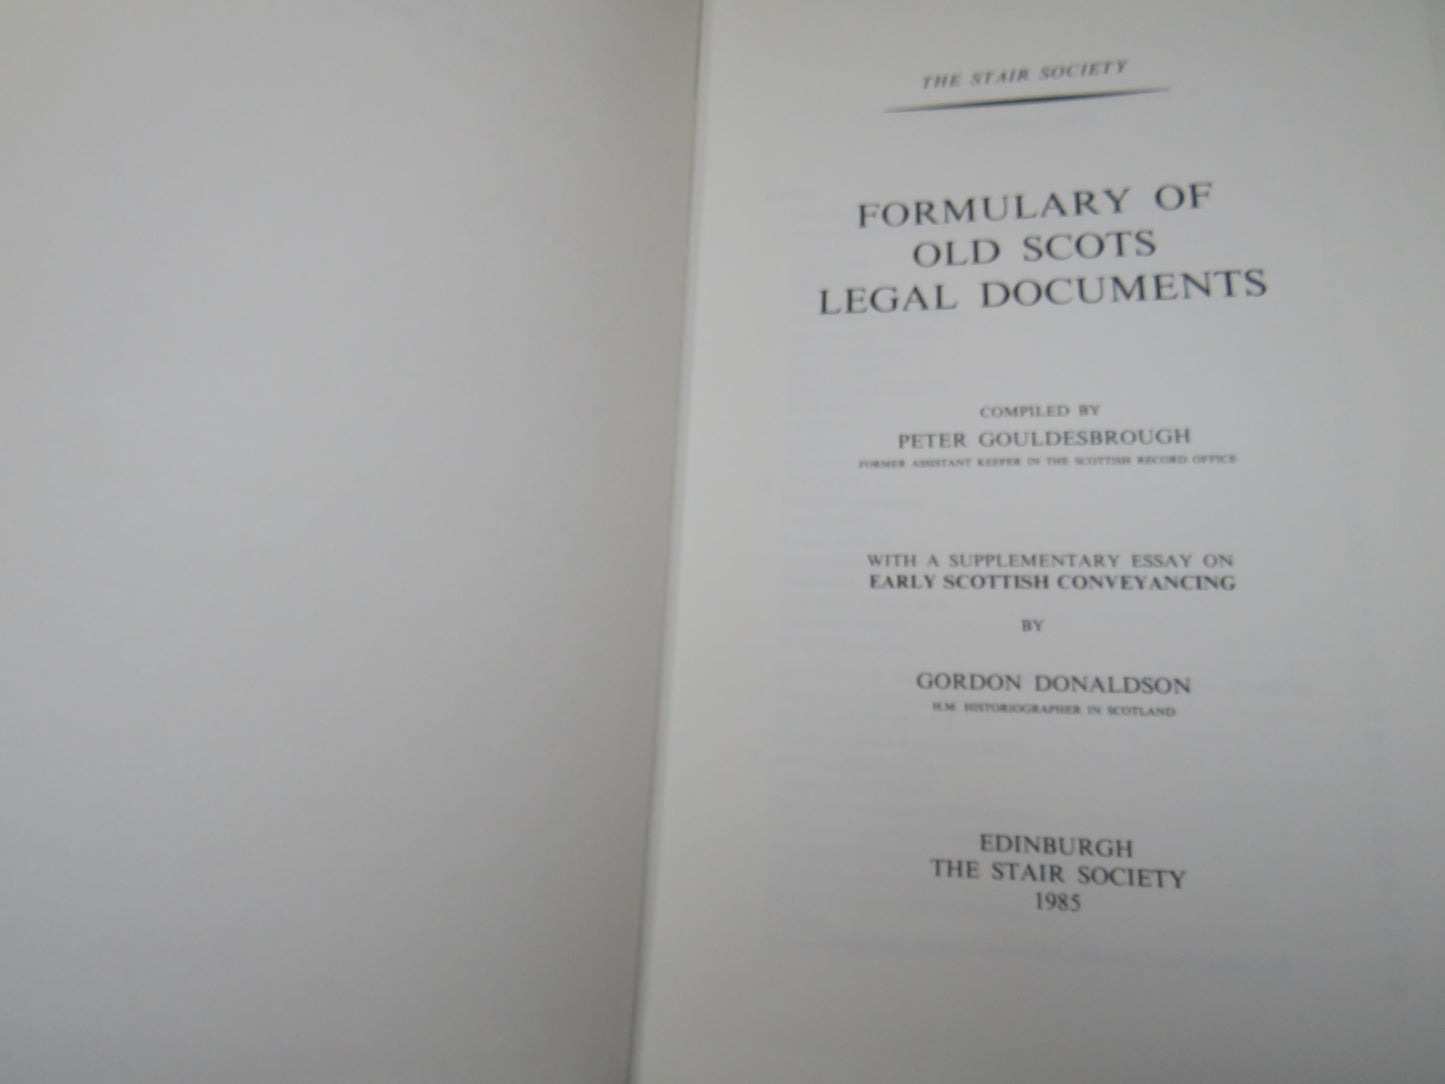 THE STAIR SOCIETY
FORMULARY OF
OLD SCOTS
LEGAL DOCUMENTS
COMPILED BY
PETER GOULDESBROUGH
FORMER ASSISTANT KEEPER IN THE SCOTTISH RECORD OFFICE
WITH A SUPPLEMENTARY ESSAY ON
EARLY SCOTTISH CONVEYANCING
BY
GORDON DONALDSON
H.M. HISTORIOGRAPHER IN SCOTLAND
EDINBURGH
THE STAIR SOCIETY
1985